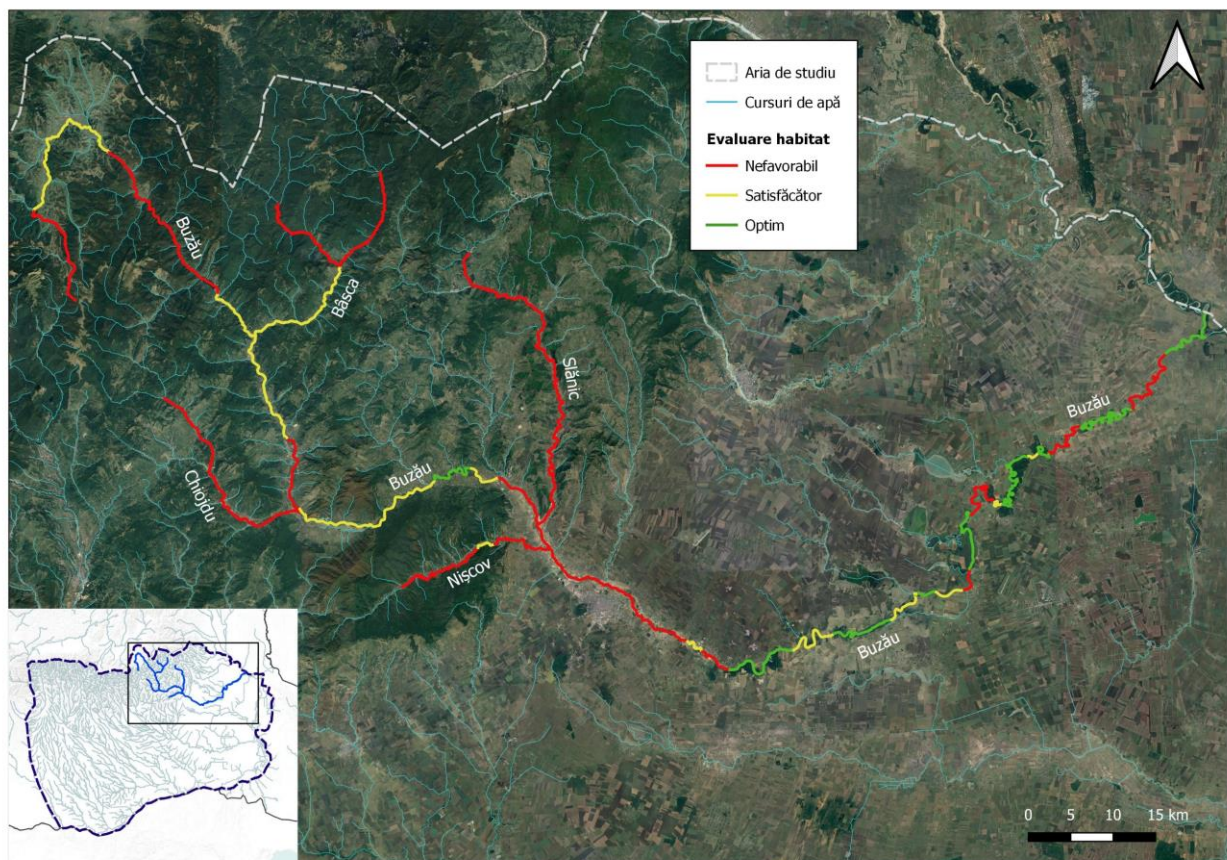 Aria de studiu
Cursuri de apă
Evaluare habitat
Nefavorabil
Satisfăcător
Optim
Buzău
Bâsca
Slănic
Buzău
Chiojdu
Buzău
Nișcov
Buzău
0 5 10 15 km